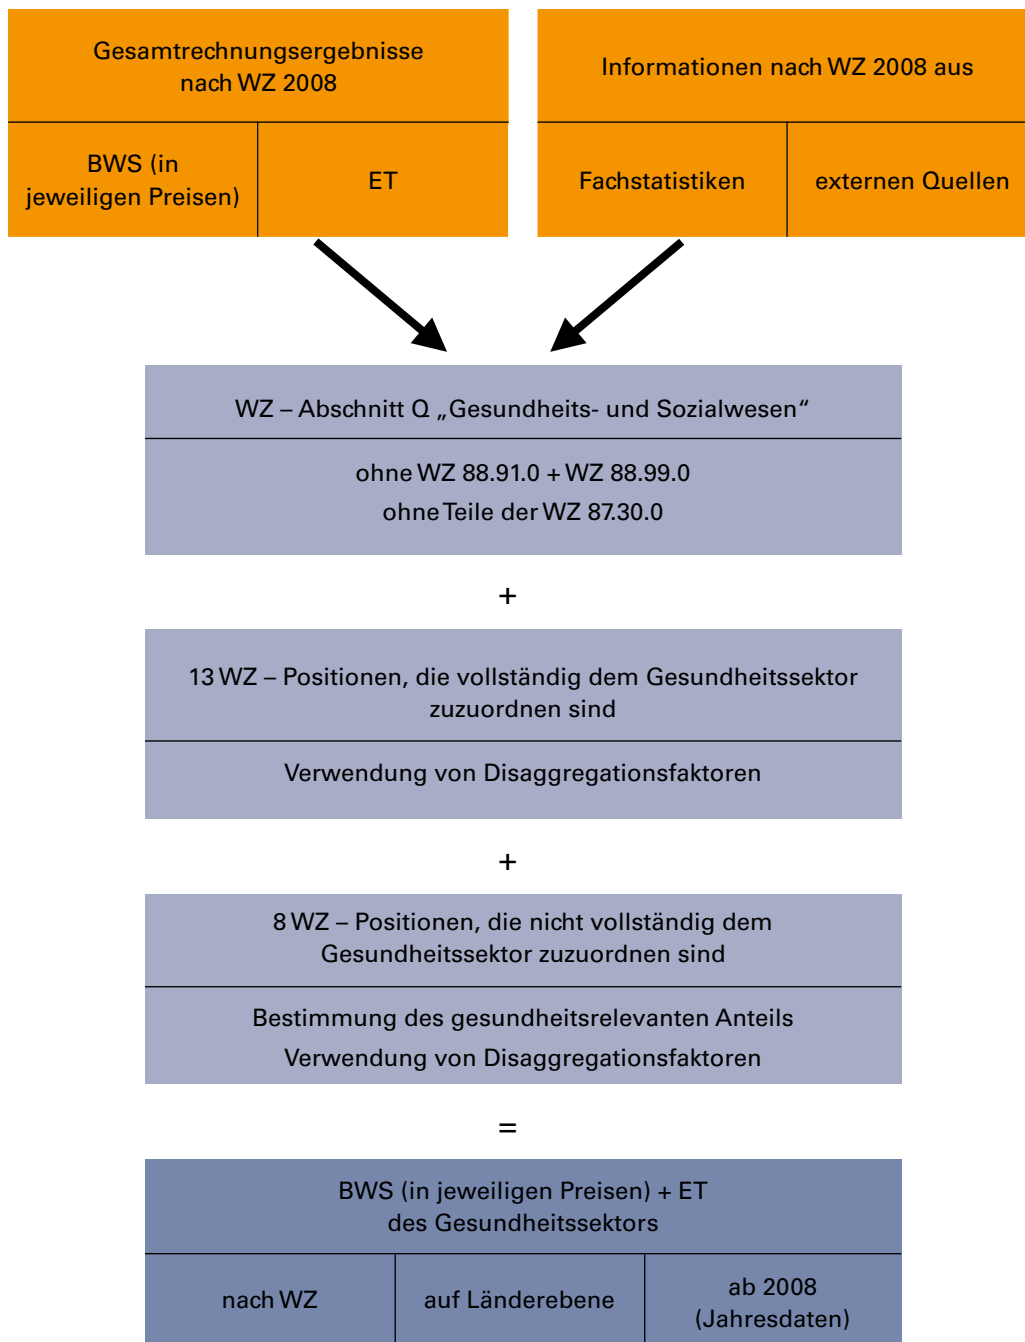 Gesamtrechnungsergebnisse
nach WZ 2008
BWS (in
jeweiligen Preisen)
ET
Informationen nach WZ 2008 aus
Fachstatistiken
externen Quellen
WZ – Abschnitt Q „Gesundheits- und Sozialwesen“
ohne WZ 88.91.0 + WZ 88.99.0
ohne Teile der WZ 87.30.0
+
13 WZ – Positionen, die vollständig dem Gesundheitssektor
zuzuordnen sind
Verwendung von Disaggregationsfaktoren
+
8 WZ – Positionen, die nicht vollständig dem
Gesundheitssektor zuzuordnen sind
Bestimmung des gesundheitsrelevanten Anteils
Verwendung von Disaggregationsfaktoren
=
BWS (in jeweiligen Preisen) + ET
des Gesundheitssektors
nach WZ
auf Länderebene
ab 2008
(Jahresdaten)